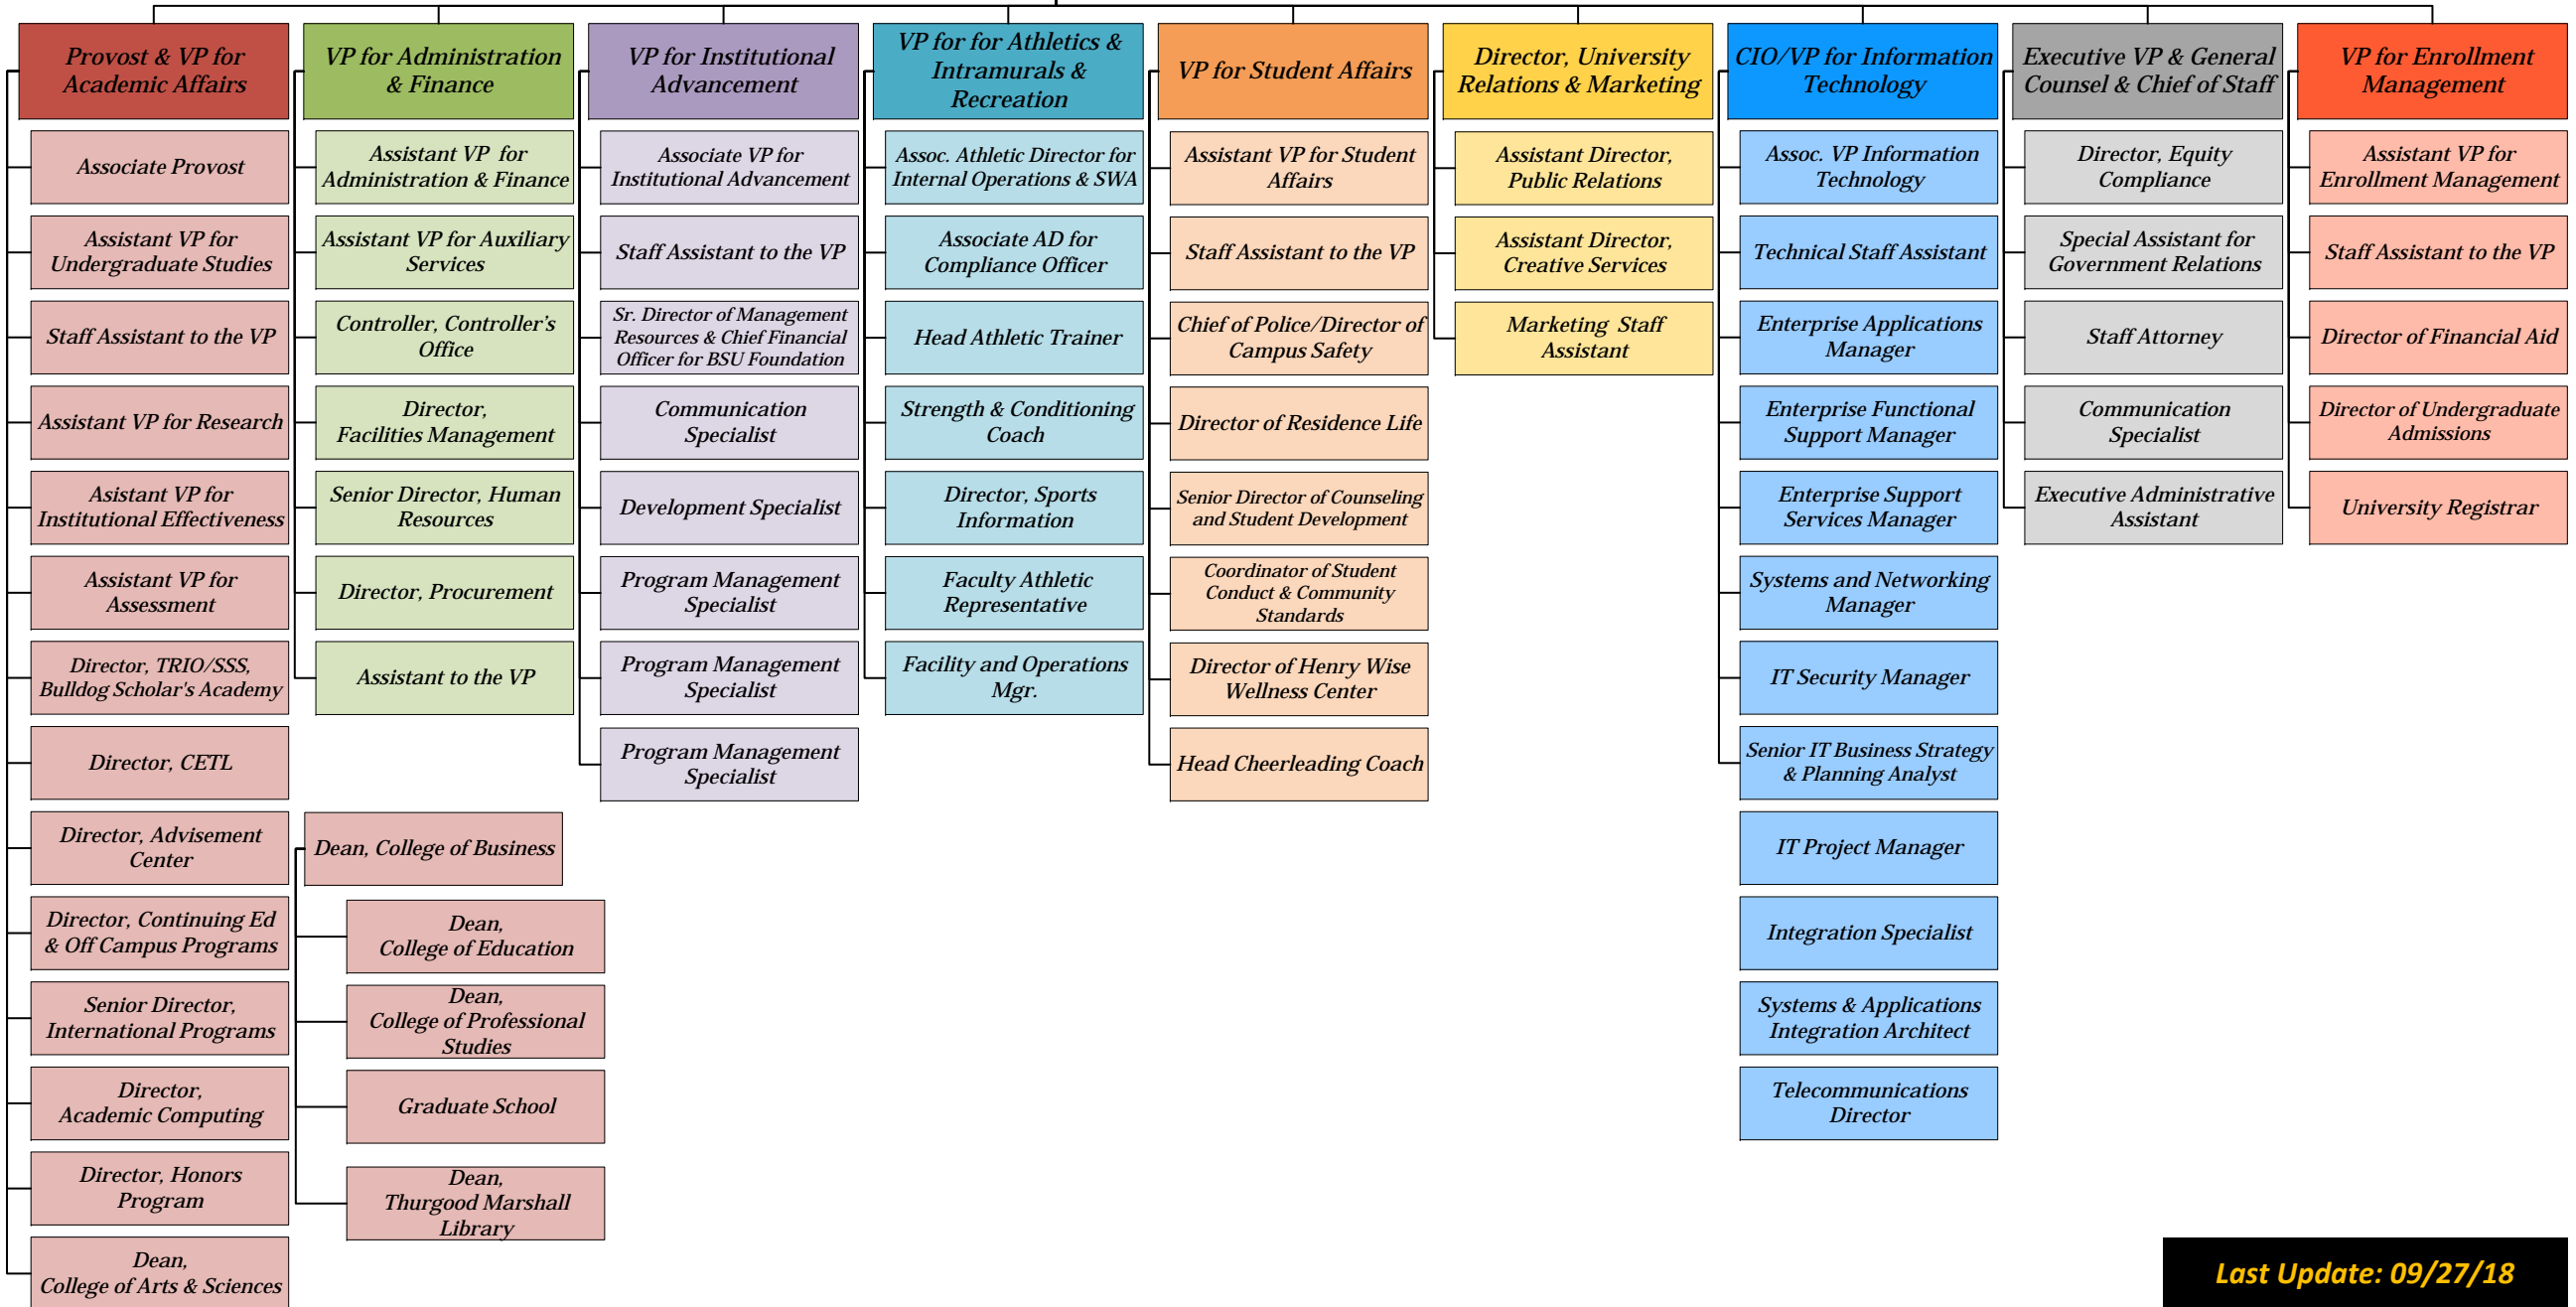 Provost & VP for
Academic Affairs
Associate Provost
Assistant VP for
Undergraduate Studies
Staff Assistant to the VP
Assistant VP for Research
Asistant VP for
Institutional Effectiveness
Assistant VP for
Assessment
Director, TRIO/SSS,
Bulldog Scholar's Academy
Director, CETL
Director, Advisement
Center
Director, Continuing Ed
& Off Campus Programs
Senior Director,
International Programs
Director,
Academic Computing
Director, Honors
Program
Dean,
College of Arts & Sciences
Dean, College of Business
Dean,
College of Education
Dean,
College of Professional
Studies
Graduate School
Dean,
Thurgood Marshall
Library
VP for Administration
& Finance
Assistant VP for
Administration & Finance
Assistant VP for Auxiliary
Services
Controller, Controller's
Office
Director,
Facilities Management
Senior Director, Human
Resources
Director, Procurement
Assistant to the VP
VP for Institutional
Advancement
Associate VP for
Institutional Advancement
Staff Assistant to the VP
Sr. Director of Management
Resources & Chief Financial
Officer for BSU Foundation
Communication
Specialist
Development Specialist
Program Management
Specialist
Program Management
Specialist
Program Management
Specialist
VP for for Athletics &
Intramurals &
Recreation
Assoc. Athletic Director for
Internal Operations & SWA
Associate AD for
Compliance Officer
Head Athletic Trainer
Strength & Conditioning
Coach
Director, Sports
Information
Faculty Athletic
Representative
Facility and Operations
Mgr.
VP for Student Affairs
Assistant VP for Student
Affairs
Staff Assistant to the VP
Chief of Police/Director of
Campus Safety
Director of Residence Life
Senior Director of Counseling
and Student Development
Coordinator of Student
Conduct & Community
Standards
Director of Henry Wise
Wellness Center
Head Cheerleading Coach
Director, University
Relations & Marketing
Assistant Director,
Public Relations
Assistant Director,
Creative Services
Marketing Staff
Assistant
CIO/VP for Information
Technology
Assoc. VP Information
Technology
Technical Staff Assistant
Enterprise Applications
Manager
Enterprise Functional
Support Manager
Enterprise Support
Services Manager
Systems and Networking
Manager
IT Security Manager
Senior IT Business Strategy
& Planning Analyst
IT Project Manager
Integration Specialist
Systems & Applications
Integration Architect
Telecommunications
Director
Executive VP & General
Counsel & Chief of Staff
Director, Equity
Compliance
Special Assistant for
Government Relations
Staff Attorney
Communication
Specialist
Executive Administrative
Assistant
VP for Enrollment
Management
Assistant VP for
Enrollment Management
Staff Assistant to the VP
Director of Financial Aid
Director of Undergraduate
Admissions
University Registrar
Last Update: 09/27/18